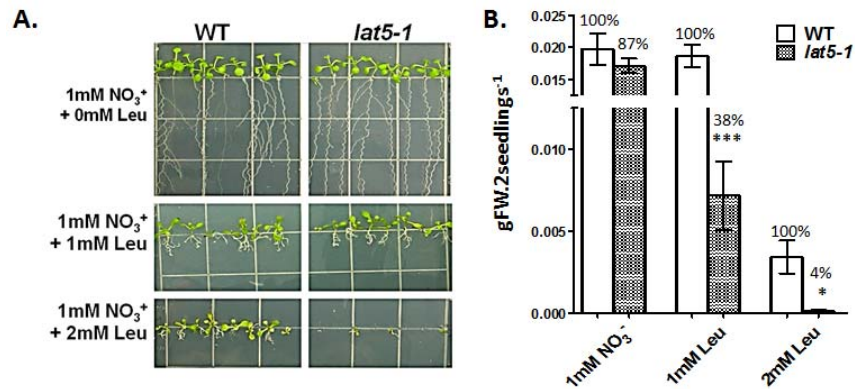 A.
WT
lat5-1
1mM NO₃⁺
+ 0mM Leu
1mM NO₃⁺
+ 1mM Leu
1mM NO₃⁺
+ 2mM Leu
B.
WT
lat5-1
gFW.2seedlings⁻¹
0.020
0.015
0.010
0.005
0.000
100%
87%
100%
38%
***
100%
4%
*
1mM NO₃⁻
1mM Leu
2mM Leu